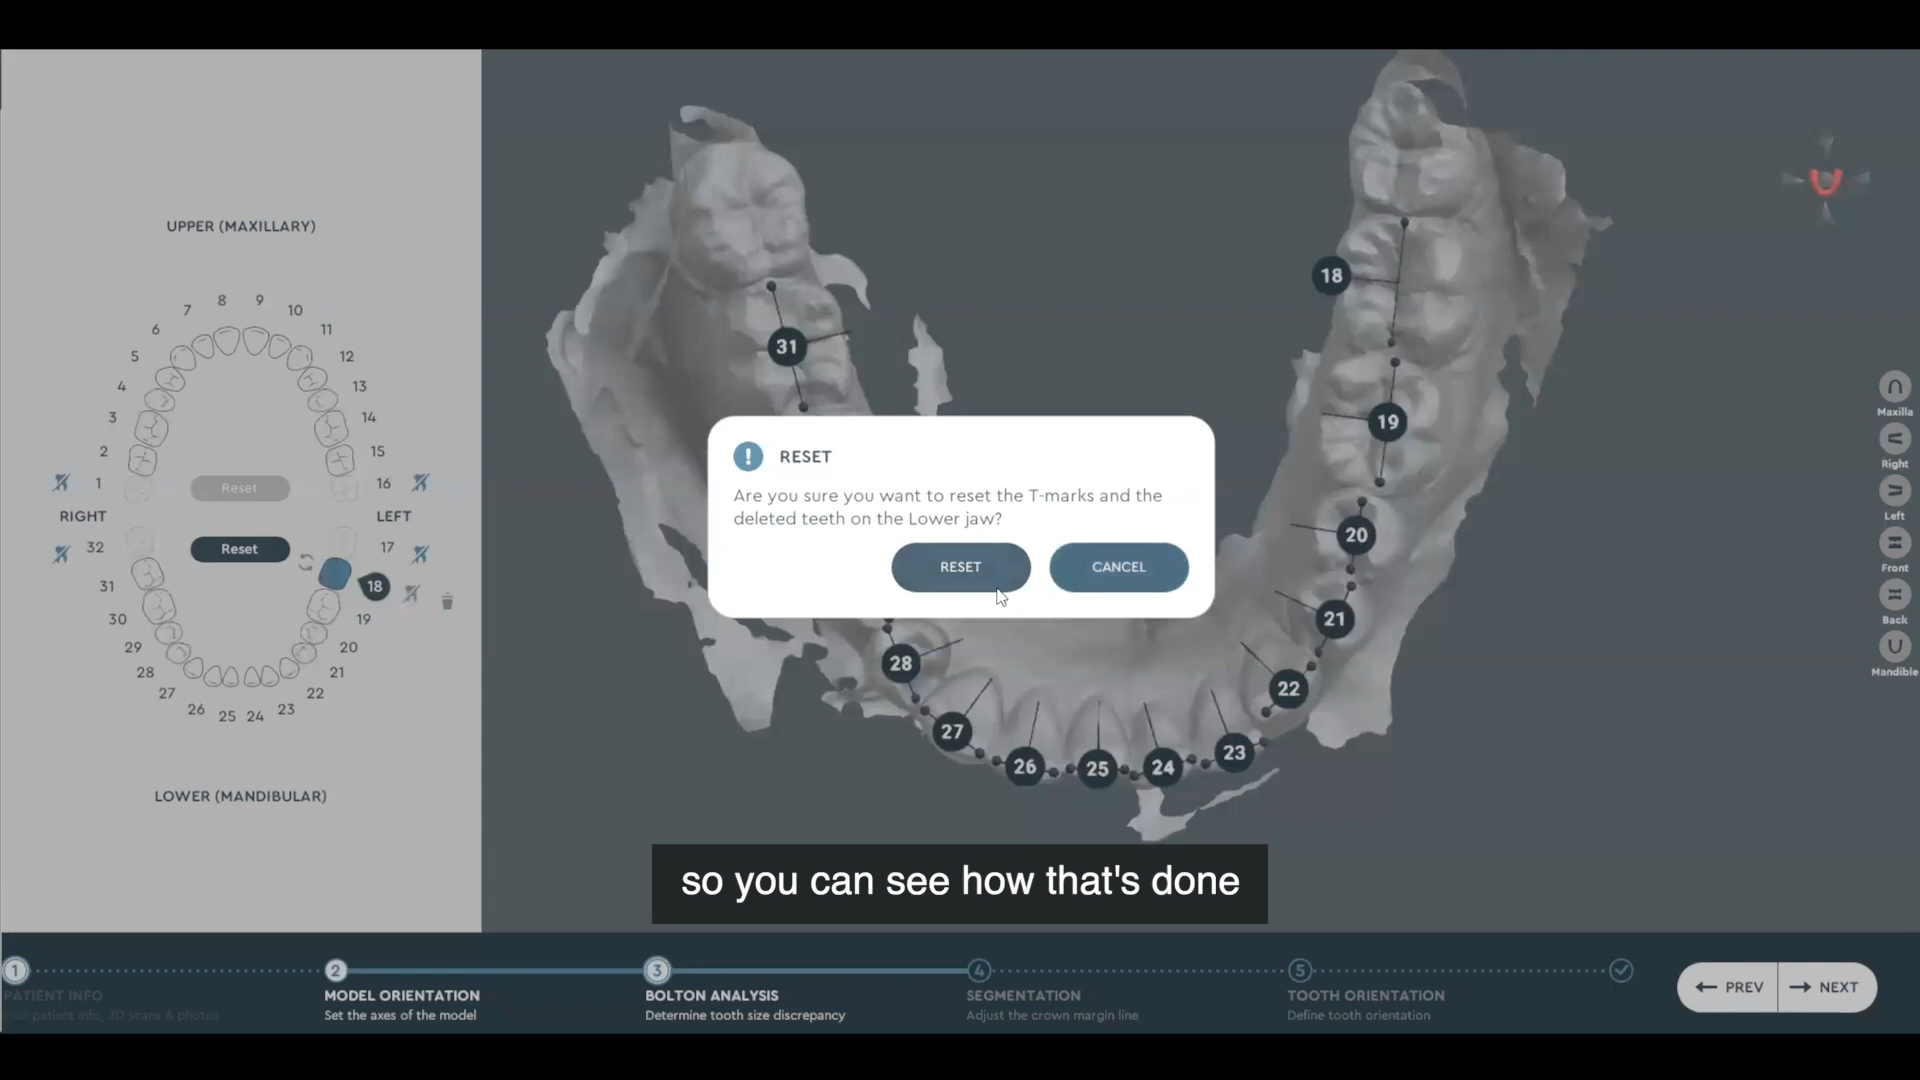 UPPER (MAXILLARY)
8 9
7 10
6 11
5 12
4 13
3 14
2 15
1 Reset 16
RIGHT LEFT
32 Reset 17
31 18
30 19
29 20
28 21
27 22
26 25 24 23
LOWER (MANDIBULAR)
18
31
19
20
21
28
22
27
26 25 24 23
! RESET
Are you sure you want to reset the T-marks and the
deleted teeth on the Lower jaw?
RESET CANCEL
Maxilla
Right
Left
Front
Back
Mandible
so you can see how that's done
1 2 3 4 5
PATIENT INFO
patient info, 3D scans & photos
MODEL ORIENTATION
Set the axes of the model
BOLTON ANALYSIS
Determine tooth size discrepancy
SEGMENTATION
Adjust the crown margin line
TOOTH ORIENTATION
Define tooth orientation
PREV NEXT